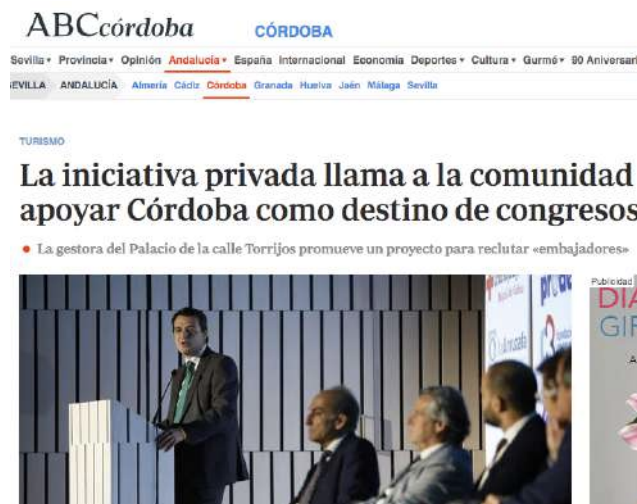 ABCcórdoba CÓRDOBA
Sevilla Provincia Opinión Andalucía España Internacional Economía Deportes Cultura Gurmé 90 Aniversari
EVILLA ANDALUCÍA Almería Cádiz Córdoba Granada Huelva Jaén Málaga Sevilla
TURISMO
La iniciativa privada llama a la comunidad
apoyar Córdoba como destino de congresos
La gestora del Palacio de la calle Torrijos promueve un proyecto para reclutar «embajadores»
Publicidad
DIA
GIF
A